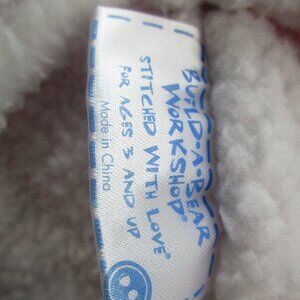 BUILD-A-BEAR
WORKSHOP®
STITCHED WITH LOVE®
FOR AGES 3 AND UP
Made in China